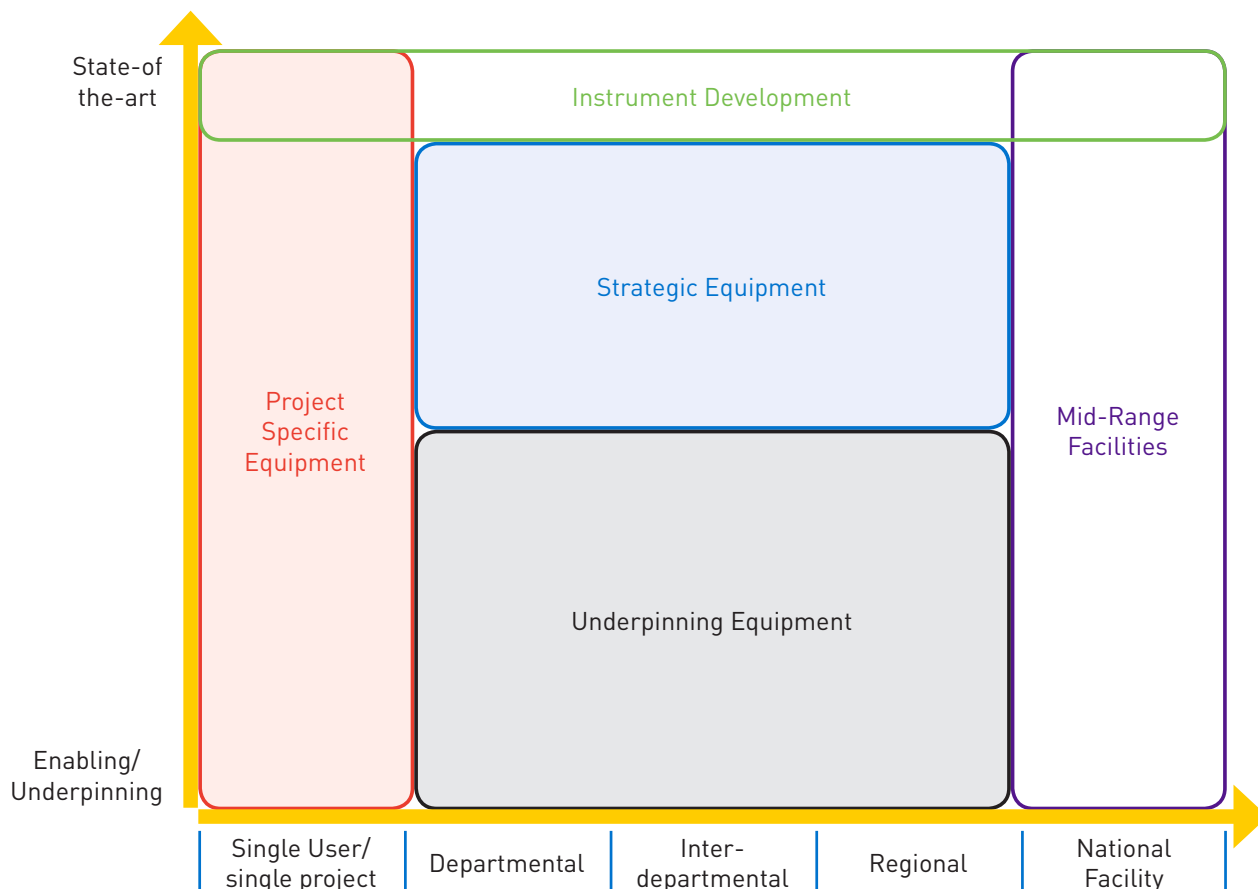 State-of
the-art
Instrument Development
Strategic Equipment
Project
Specific
Equipment
Mid-Range
Facilities
Underpinning Equipment
Enabling/
Underpinning
Single User/
single project
Departmental
Inter-
departmental
Regional
National
Facility